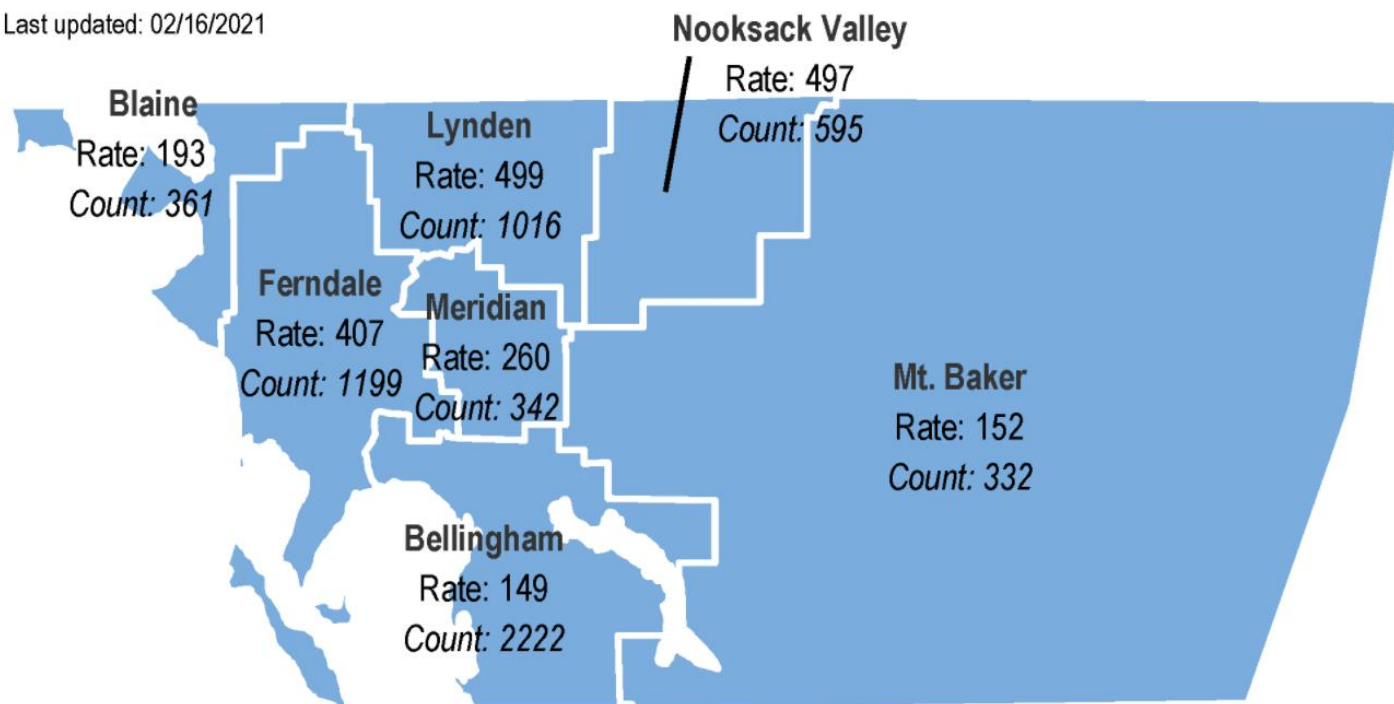 Last updated: 02/16/2021
Nooksack Valley
Rate: 497
Count: 595
Blaine
Rate: 193
Count: 361
Lynden
Rate: 499
Count: 1016
Ferndale
Rate: 407
Count: 1199
Meridian
Rate: 260
Count: 342
Mt. Baker
Rate: 152
Count: 332
Bellingham
Rate: 149
Count: 2222